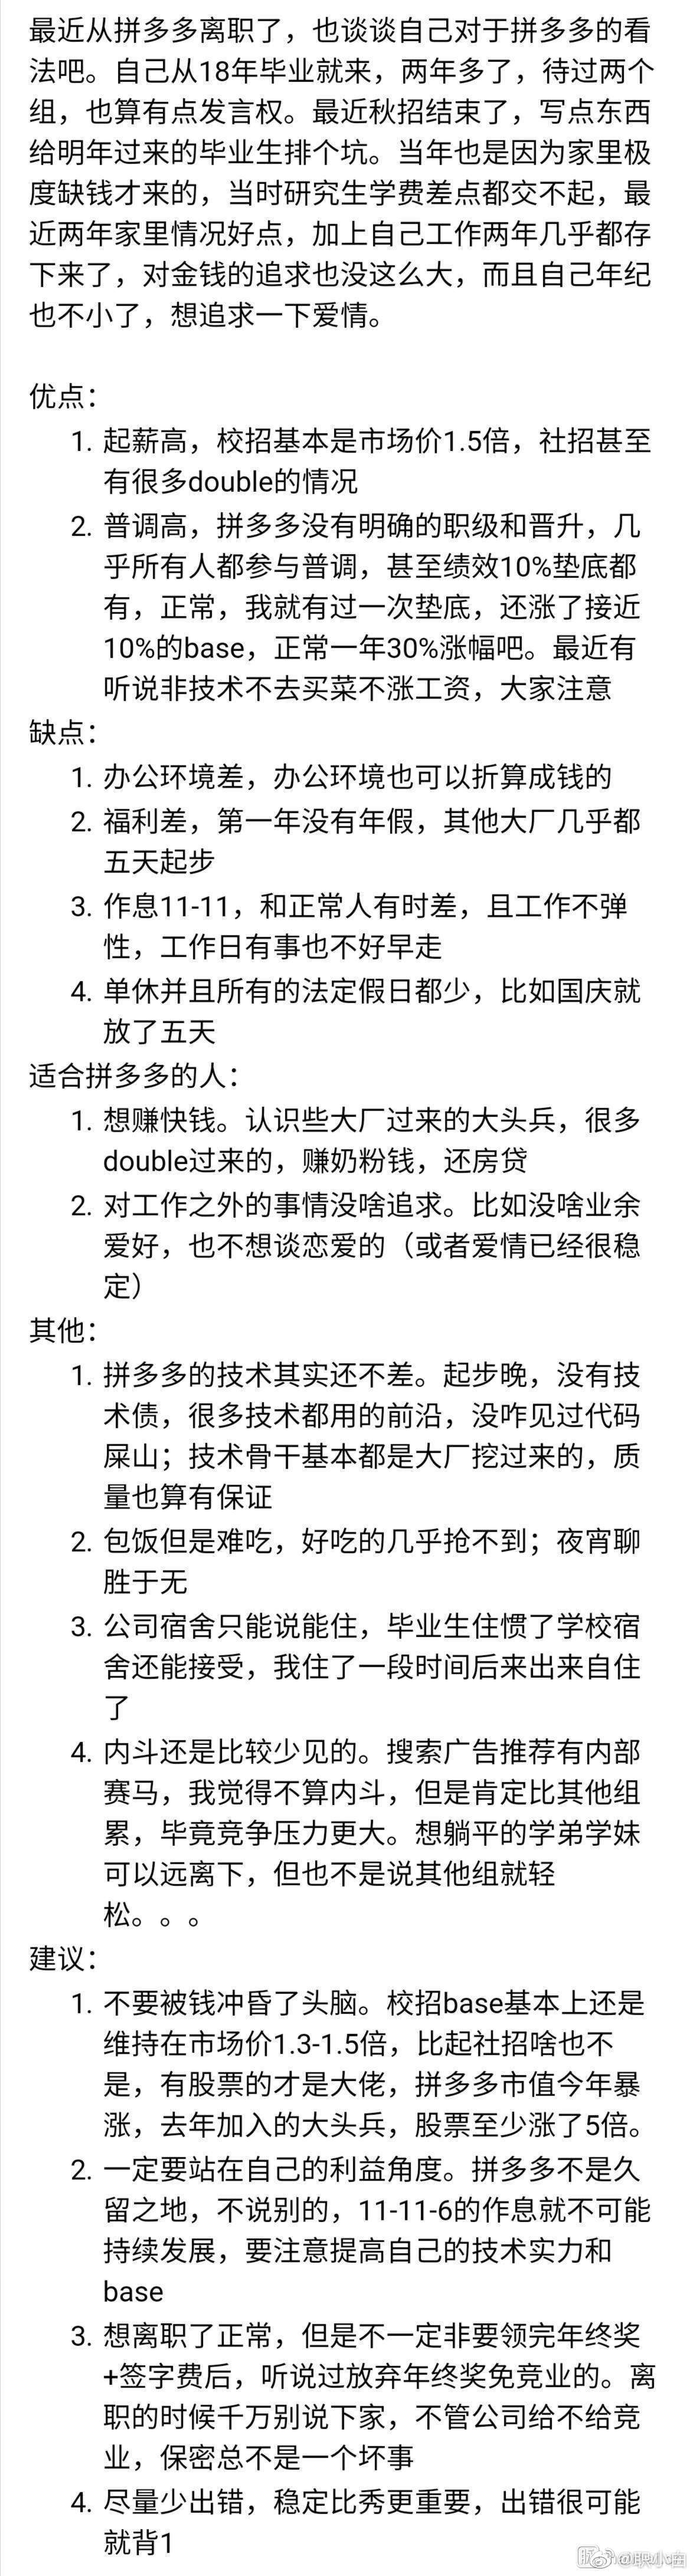 最近从拼多多离职了，也谈谈自己对于拼多多的看
法吧。自己从18年毕业就来，两年多了，待过两个
组，也算有点发言权。最近秋招结束了，写点东西
给明年过来的毕业生排个坑。当年也是因为家里极
度缺钱才来的，当时研究生学费差点都交不起，最
近两年家里情况好点，加上自己工作两年几乎都存
下来了，对金钱的追求也没这么大，而且自己年纪
也不小了，想追求一下爱情。
优点：
1. 起薪高，校招基本是市场价1.5倍，社招甚至
有很多double的情况
2. 普调高，拼多多没有明确的职级和晋升，几
乎所有人都参与普调，甚至绩效10%垫底都
有，正常，我就有过一次垫底，还涨了接近
10%的base，正常一年30%涨幅吧。最近有
听说非技术不去买菜不涨工资，大家注意
缺点：
1. 办公环境差，办公环境也可以折算成钱的
2. 福利差，第一年没有年假，其他大厂几乎都
五天起步
3. 作息11-11，和正常人有时差，且工作不弹
性，工作日有事也不好早走
4. 单休并且所有的法定假日都少，比如国庆就
放了五天
适合拼多多的人：
1. 想赚快钱。认识些大厂过来的大头兵，很多
double过来的，赚奶粉钱，还房贷
2. 对工作之外的事情没啥追求。比如没啥业余
爱好，也不想谈恋爱的（或者爱情已经很稳
定）
其他：
1. 拼多多的技术其实还不差。起步晚，没有技
术债，很多技术都用的前沿，没咋见过代码
屎山；技术骨干基本都是大厂挖过来的，质
量也算有保证
2. 包饭但是难吃，好吃的几乎抢不到；夜宵聊
胜于无
3. 公司宿舍只能说能住，毕业生住惯了学校宿
舍还能接受，我住了一段时间后来出来自住
了
4. 内斗还是比较少见的。搜索广告推荐有内部
赛马，我觉得不算内斗，但是肯定比其他组
累，毕竟竞争压力更大。想躺平的学弟学妹
可以远离下，但也不是说其他组就轻
松。。。
建议：
1. 不要被钱冲昏了头脑。校招base基本上还是
维持在市场价1.3-1.5倍，比起社招啥也不
是，有股票的才是大佬，拼多多市值今年暴
涨，去年加入的大头兵，股票至少涨了5倍。
2. 一定要站在自己的利益角度。拼多多不是久
留之地，不说别的，11-11-6的作息就不可能
持续发展，要注意提高自己的技术实力和
base
3. 想离职了正常，但是不一定非要领完年终奖
+签字费后，听说过放弃年终奖免竞业的。离
职的时候千万别说下家，不管公司给不给竞
业，保密总不是一个坏事
4. 尽量少出错，稳定比秀更重要，出错很可能
就背1